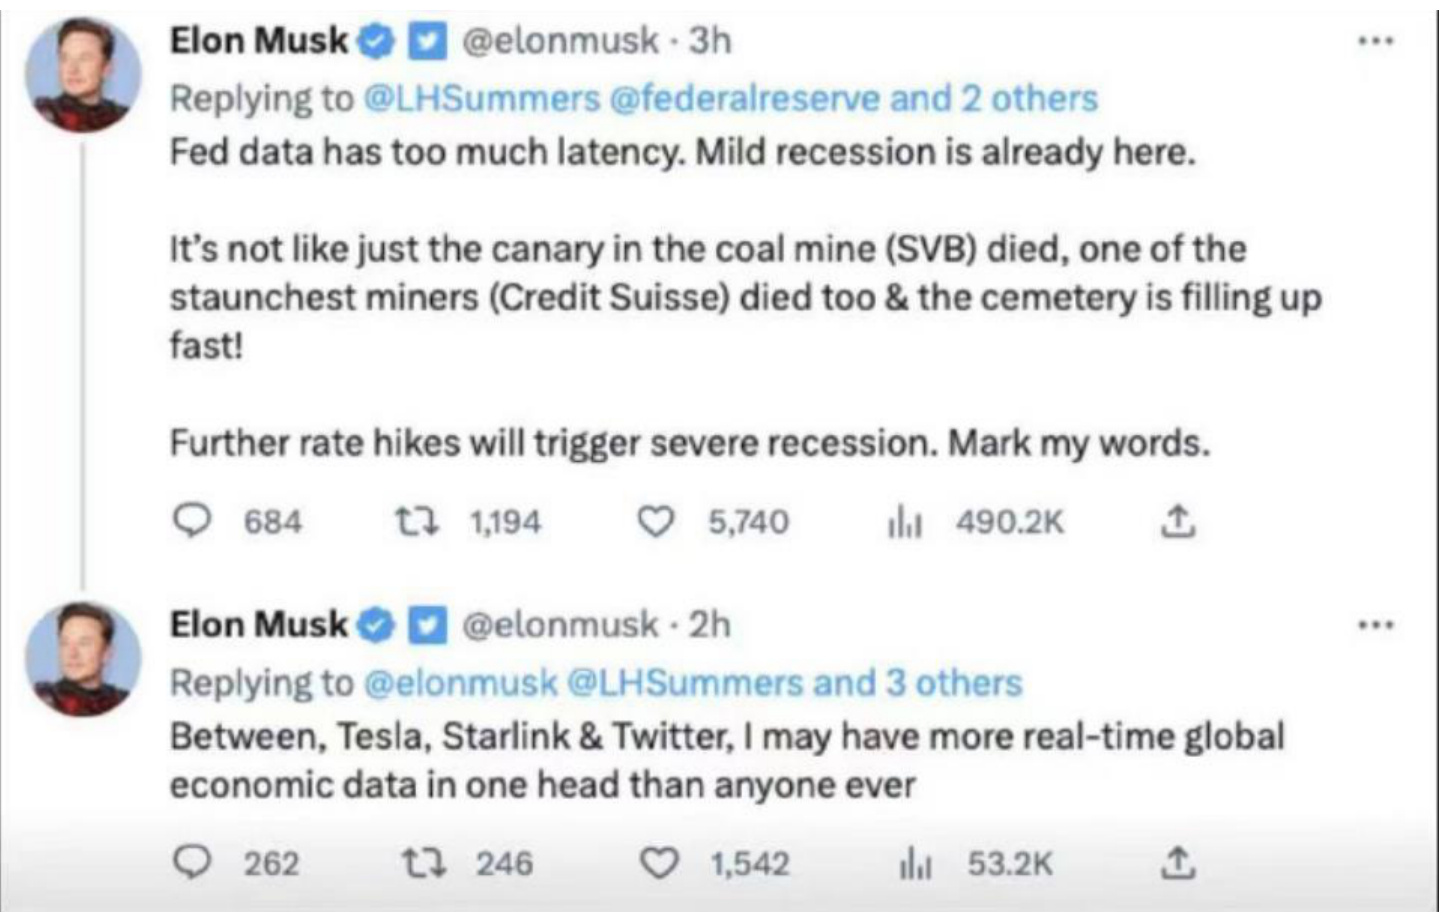 Elon Musk @elonmusk · 3h
Replying to @LHSummers @federalreserve and 2 others
Fed data has too much latency. Mild recession is already here.
It's not like just the canary in the coal mine (SVB) died, one of the
staunchest miners (Credit Suisse) died too & the cemetery is filling up
fast!
Further rate hikes will trigger severe recession. Mark my words.
684 1,194 5,740 490.2K
Elon Musk @elonmusk · 2h
Replying to @elonmusk @LHSummers and 3 others
Between, Tesla, Starlink & Twitter, I may have more real-time global
economic data in one head than anyone ever
262 246 1,542 53.2K